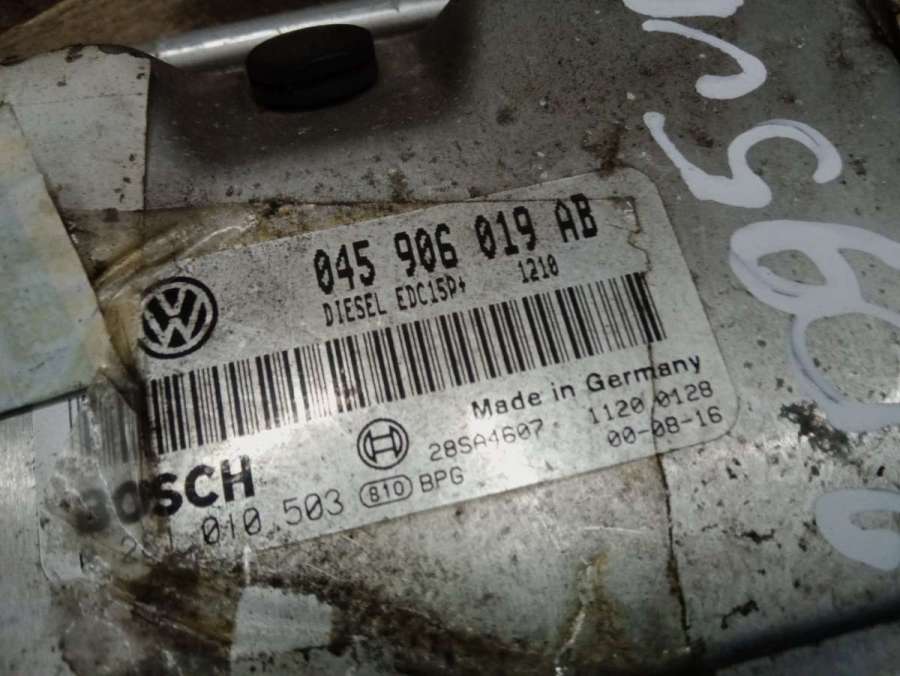 045 906 019 AB
DIESEL EDC15P+ 1210
Made in Germany
BOSCH 28SA4607 1120 0128
010 503 810 BPG 00-08-16